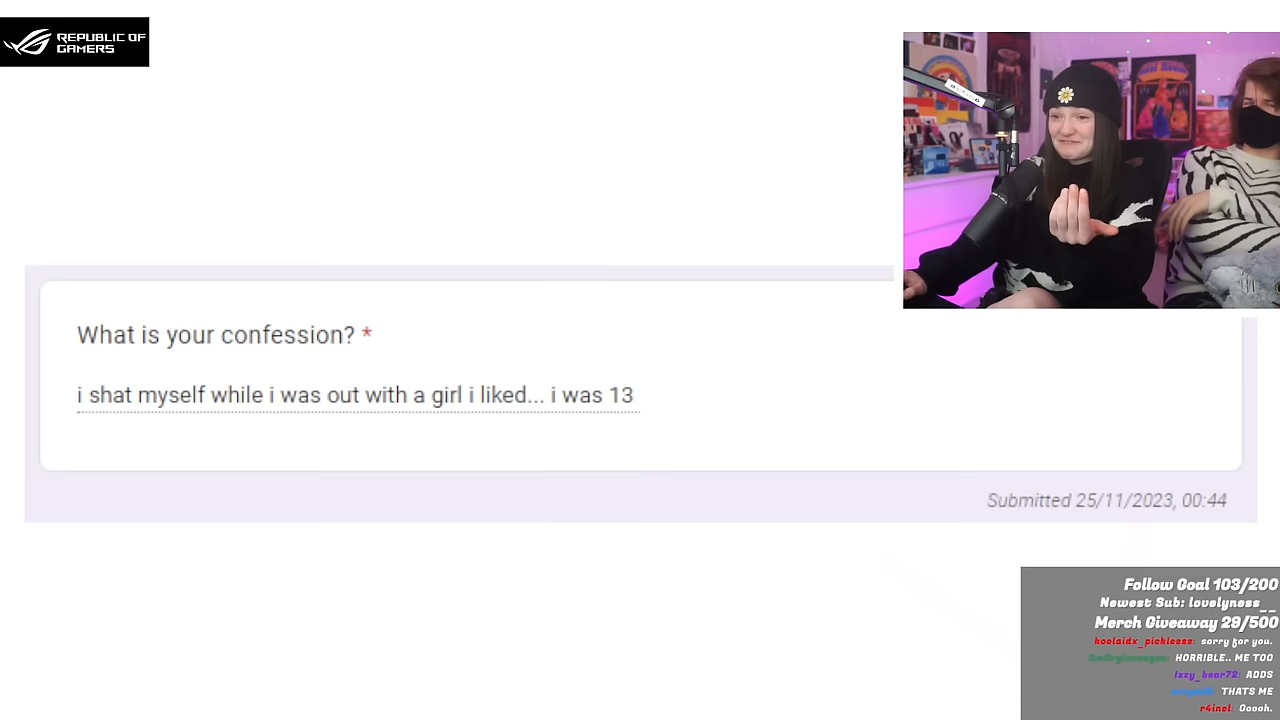 REPUBLIC OF
GAMERS
What is your confession? *
i shat myself while i was out with a girl i liked... i was 13
Submitted 25/11/2023, 00:44
Follow Goal 103/200
Newest Sub: lovelyness__
Merch Giveaway 29/500
koolaidx_picklesss: sorry for you.
HORRIBLE.. ME TOO
izzy_bear72: ADDS
THATS ME
r4inel: Ooooh.